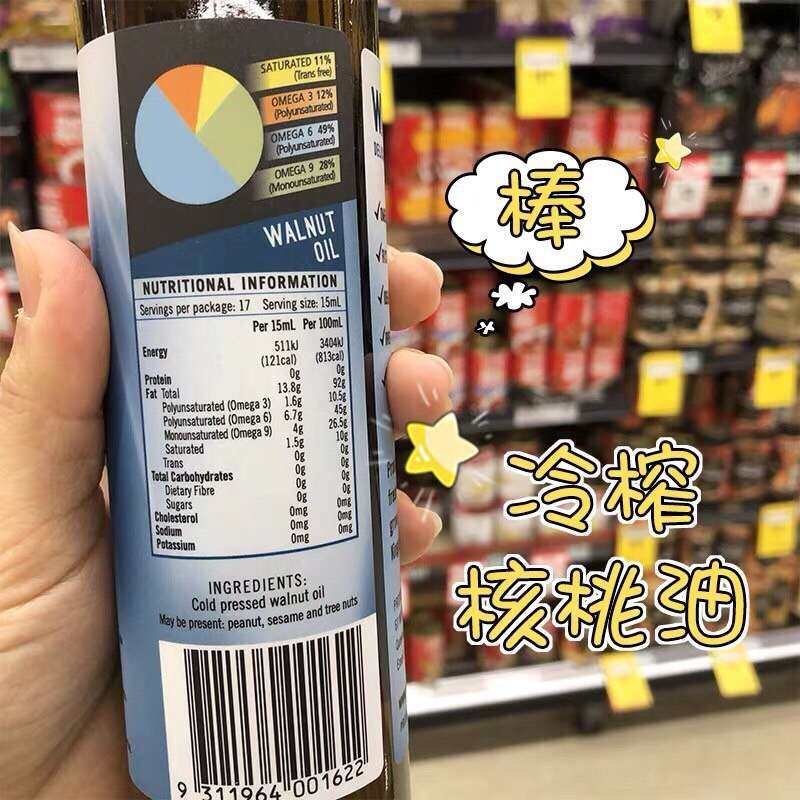 SATURATED 11%
(Trans free)
OMEGA 3 12%
(Polyunsaturated)
OMEGA 6 49%
(Polyunsaturated)
OMEGA 9 28%
(Monounsaturated)
WALNUT
OIL
NUTRITIONAL INFORMATION
Servings per package: 17 Serving size: 15mL
Per 15mL Per 100mL
Energy 511kJ 3404kJ
(121cal) (813cal)
Protein 0g 0g
Fat Total 13.8g 92g
Polyunsaturated (Omega 3) 1.6g 10.5g
Polyunsaturated (Omega 6) 6.7g 45g
Monounsaturated (Omega 9) 4g 26.5g
Saturated 1.5g 10g
Trans 0g 0g
Total Carbohydrates 0g 0g
Dietary Fibre 0g 0g
Sugars 0g 0g
Cholesterol 0mg 0mg
Sodium 0mg 0mg
Potassium 0mg 0mg
INGREDIENTS:
Cold pressed walnut oil
May be present: peanut, sesame and tree nuts
9 311964 001622
棒
冷榨
核桃油